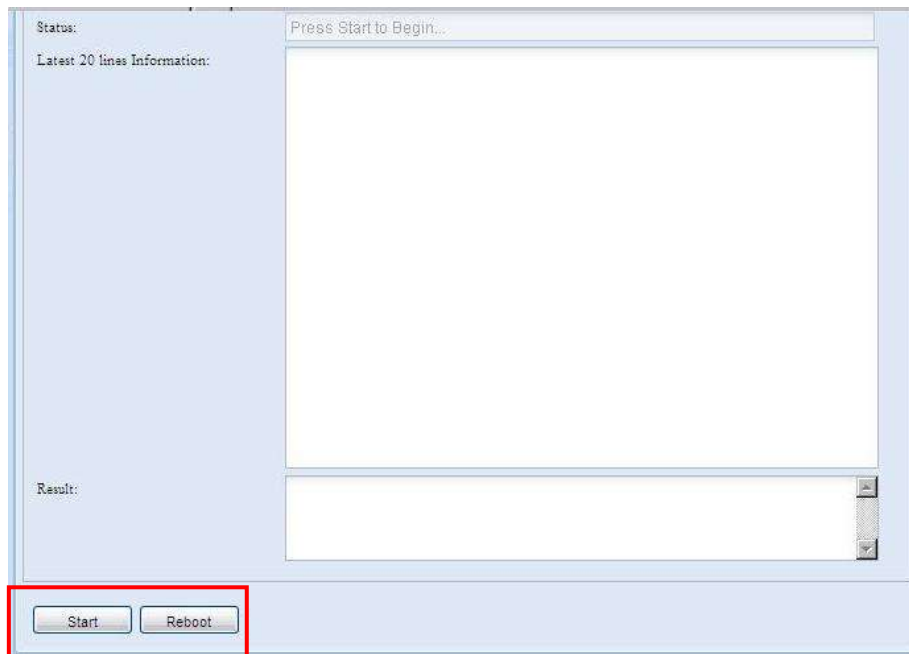 Status:
Press Start to Begin...
Latest 20 lines Information:
Result:
Start
Reboot